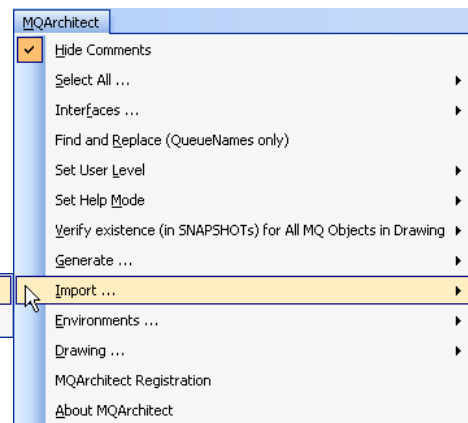 MQArchitect
Hide Comments
Select All ...
Interfaces ...
Find and Replace (QueueNames only)
Set User Level
Set Help Mode
Verify existence (in SNAPSHOTs) for All MQ Objects in Drawing
Generate ...
Import ...
Environments ...
Drawing ...
MQArchitect Registration
About MQArchitect